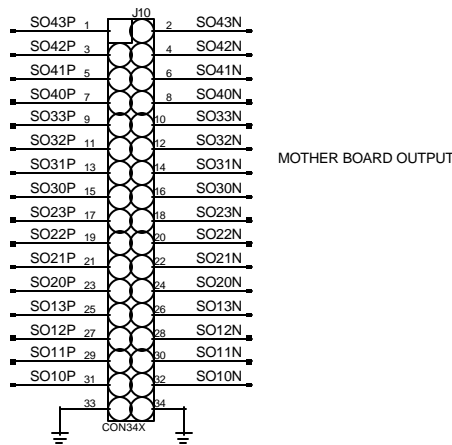 J10
SO43P 1 2 SO43N
SO42P 3 4 SO42N
SO41P 5 6 SO41N
SO40P 7 8 SO40N
SO33P 9 10 SO33N
SO32P 11 12 SO32N
SO31P 13 14 SO31N
MOTHER BOARD OUTPUT
SO30P 15 16 SO30N
SO23P 17 18 SO23N
SO22P 19 20 SO22N
SO21P 21 22 SO21N
SO20P 23 24 SO20N
SO13P 25 26 SO13N
SO12P 27 28 SO12N
SO11P 29 30 SO11N
SO10P 31 32 SO10N
33 34
CON34X